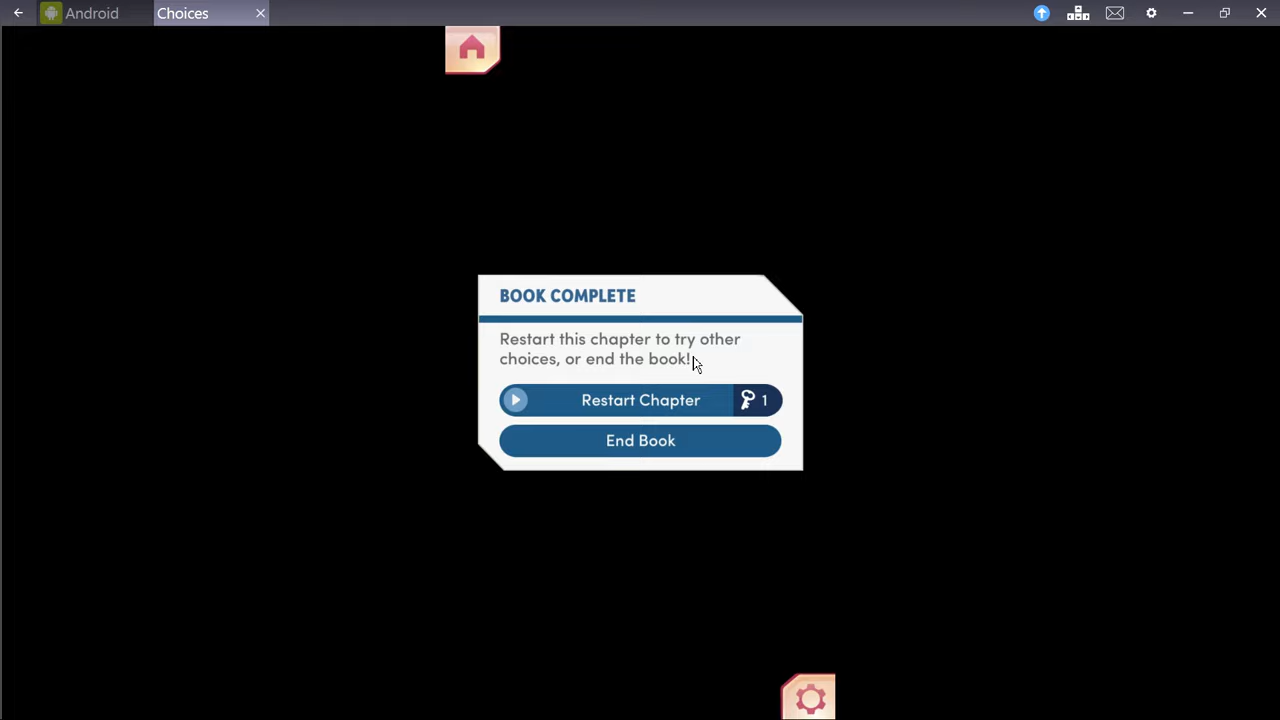 Android
Choices
BOOK COMPLETE
Restart this chapter to try other
choices, or end the book!
Restart Chapter
1
End Book